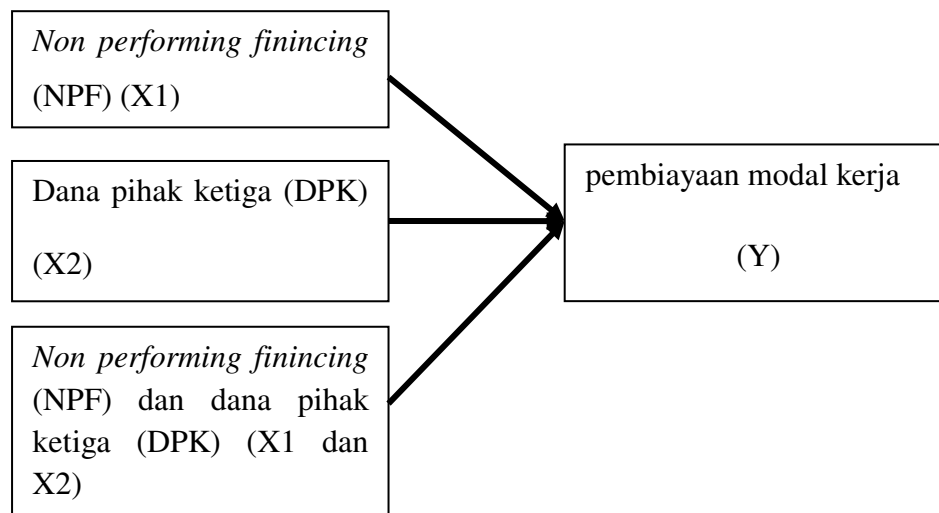 Non performing finincing
(NPF) (X1)
Dana pihak ketiga (DPK)
(X2)
Non performing finincing
(NPF) dan dana pihak
ketiga (DPK) (X1 dan
X2)
pembiayaan modal kerja
(Y)